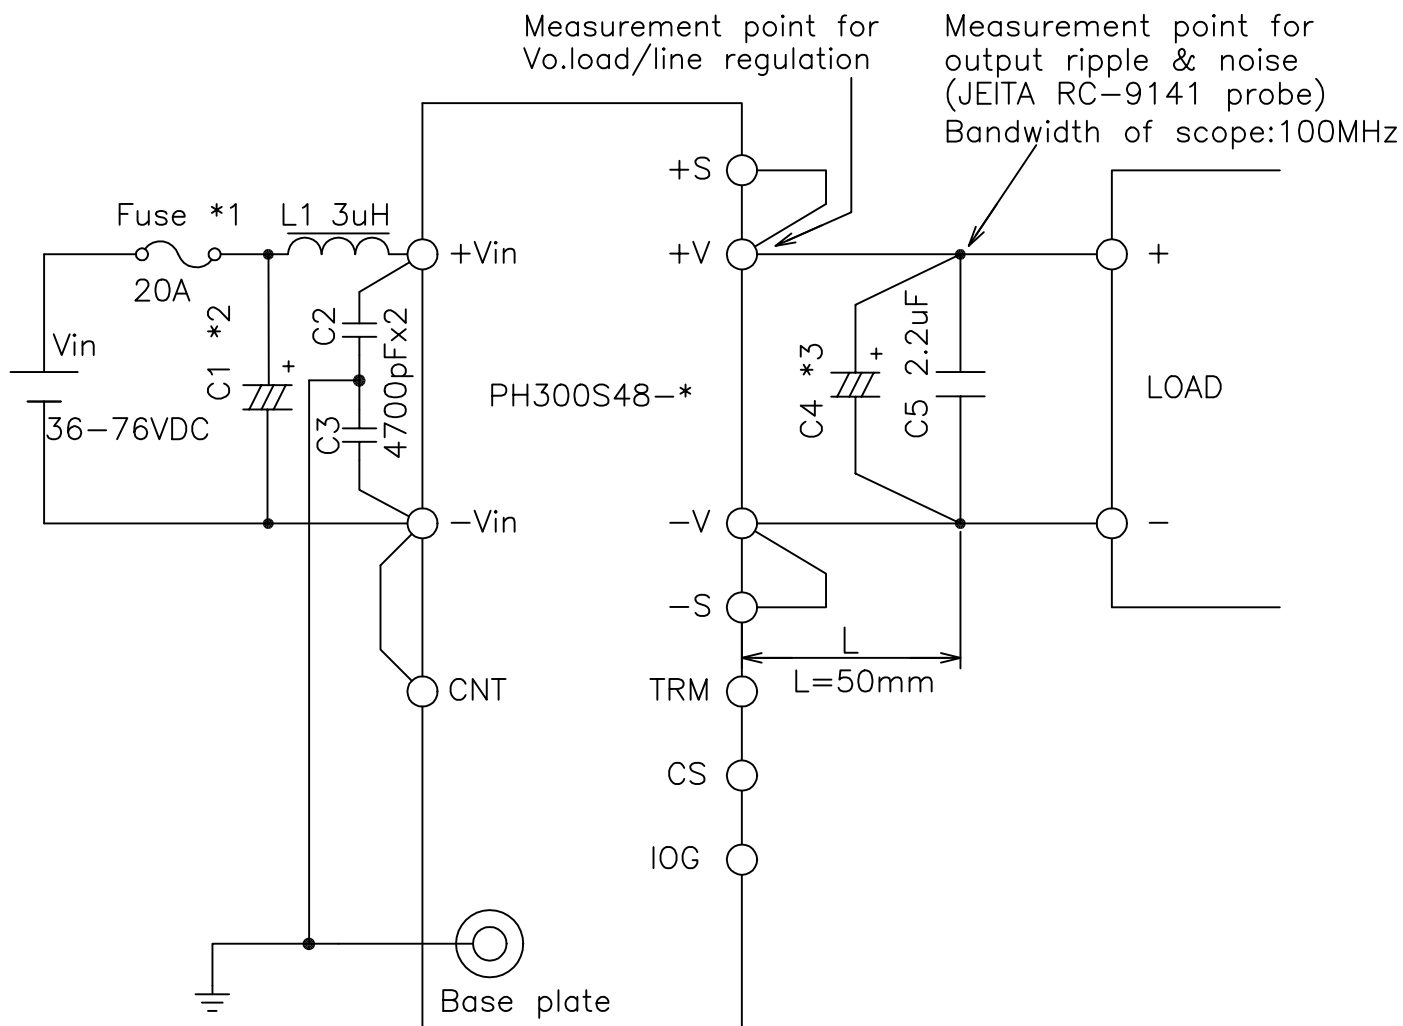 Measurement point for
Vo.load/line regulation
Measurement point for
output ripple & noise
(JEITA RC-9141 probe)
Bandwidth of scope:100MHz
+S
Fuse *1
L1 3uH
+Vin
+V
+
20A
C1 *2
+
C2
4700pFx2
C3
Vin
36-76VDC
PH300S48-*
C4 *3
+
C5 2.2uF
LOAD
-Vin
-V
-
-S
L
L=50mm
CNT
TRM
CS
IOG
Base plate